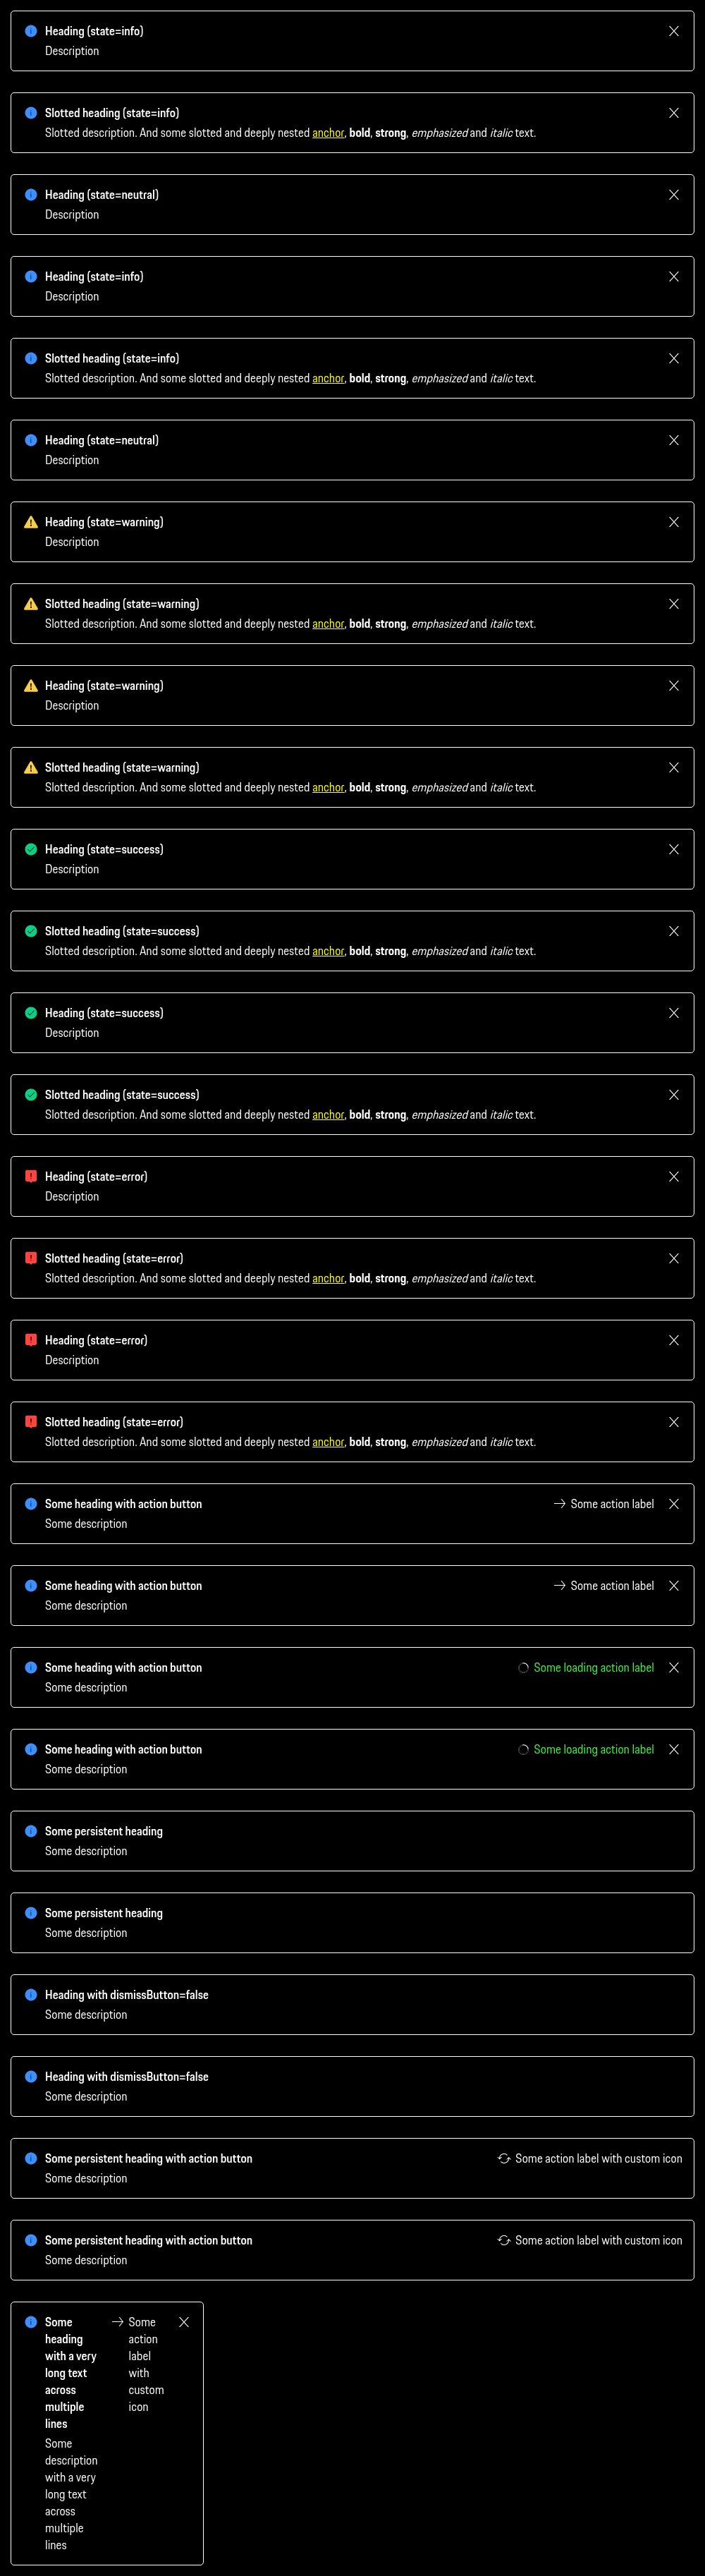 Heading (state=info)
Description
Slotted heading (state=info)
Slotted description. And some slotted and deeply nested anchor, bold, strong, emphasized and italic text.
Heading (state=neutral)
Description
Heading (state=info)
Description
Slotted heading (state=info)
Slotted description. And some slotted and deeply nested anchor, bold, strong, emphasized and italic text.
Heading (state=neutral)
Description
Heading (state=warning)
Description
Slotted heading (state=warning)
Slotted description. And some slotted and deeply nested anchor, bold, strong, emphasized and italic text.
Heading (state=warning)
Description
Slotted heading (state=warning)
Slotted description. And some slotted and deeply nested anchor, bold, strong, emphasized and italic text.
Heading (state=success)
Description
Slotted heading (state=success)
Slotted description. And some slotted and deeply nested anchor, bold, strong, emphasized and italic text.
Heading (state=success)
Description
Slotted heading (state=success)
Slotted description. And some slotted and deeply nested anchor, bold, strong, emphasized and italic text.
Heading (state=error)
Description
Slotted heading (state=error)
Slotted description. And some slotted and deeply nested anchor, bold, strong, emphasized and italic text.
Heading (state=error)
Description
Slotted heading (state=error)
Slotted description. And some slotted and deeply nested anchor, bold, strong, emphasized and italic text.
Some heading with action button
Some action label
Some description
Some heading with action button
Some action label
Some description
Some heading with action button
Some loading action label
Some description
Some heading with action button
Some loading action label
Some description
Some persistent heading
Some description
Some persistent heading
Some description
Heading with dismissButton=false
Some description
Heading with dismissButton=false
Some description
Some persistent heading with action button
Some action label with custom icon
Some description
Some persistent heading with action button
Some action label with custom icon
Some description
Some
heading
with a very
long text
across
multiple
lines
Some
description
with a very
long text
across
multiple
lines
Some
action
label
with
custom
icon